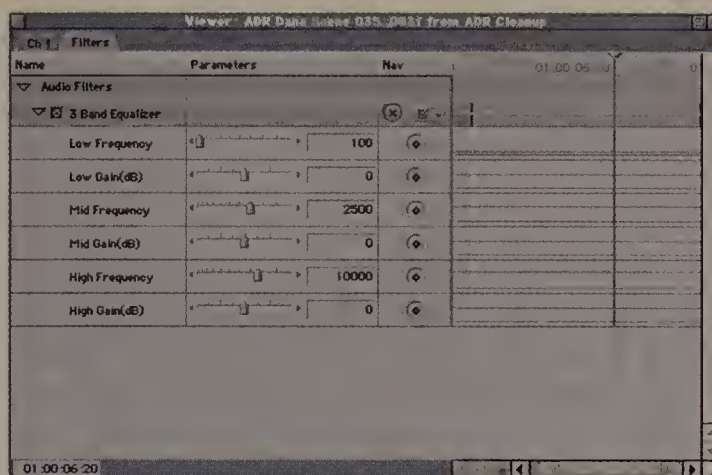 Viewer: ADR Dana Scene 035_0031 from ADR Cleanup
Ch 1 Filters
Name Parameters Nav 01:00:06
Audio Filters
3 Band Equalizer
Low Frequency 100
Low Gain(dB) 0
Mid Frequency 2500
Mid Gain(dB) 0
High Frequency 10000
High Gain(dB) 0
01:00:06:20